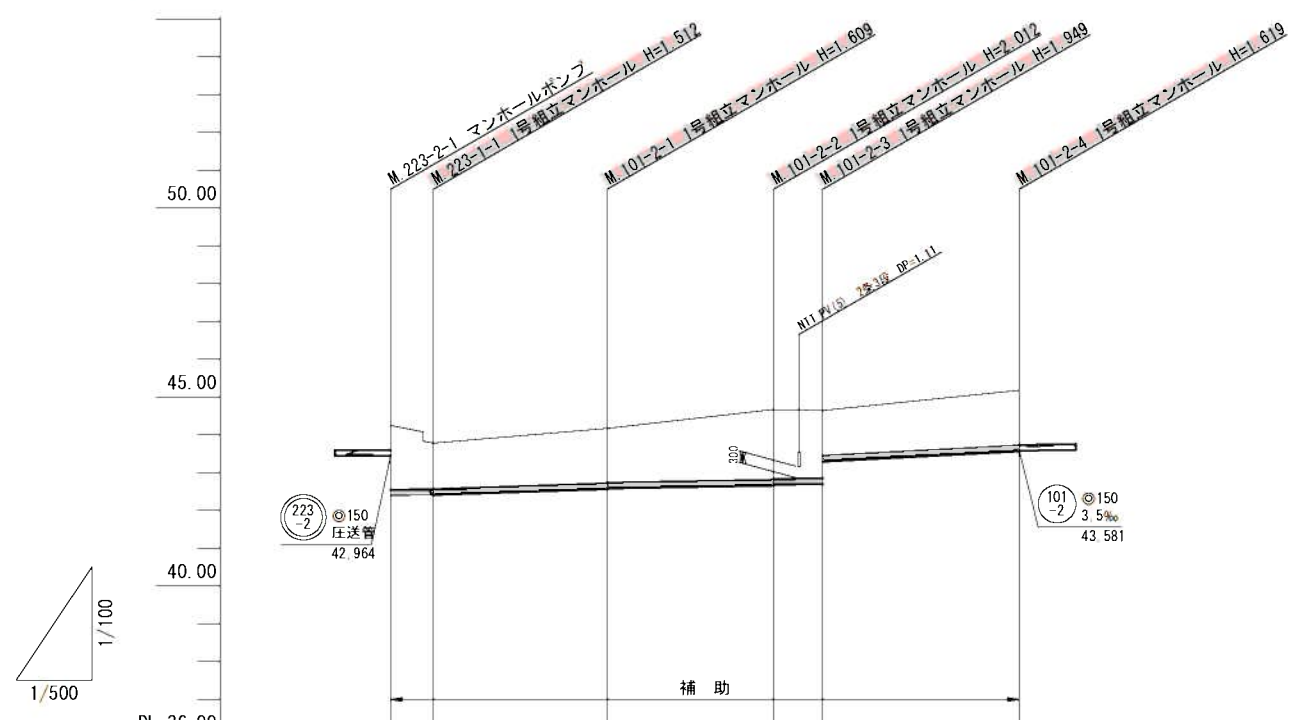 M. 223-2-1 マンホールポンプ
M. 223-1-1 1号組立マンホール H=1.512
M. 101-2-1 1号組立マンホール H=1.609
M. 101-2-2 1号組立マンホール H=2.012
M. 101-2-3 1号組立マンホール H=1.949
M. 101-2-4 1号組立マンホール H=1.619
50.00
NTT PV(5) 2条3段 DP=1.11
45.00
300
223
-2
◎150
圧送管
42.964
101
-2
◎150
3.5‰
43.581
40.00
1/100
1/500
補 助